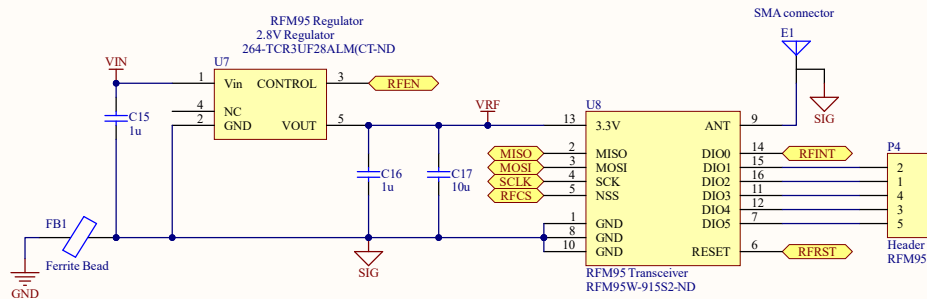 RFM95 Regulator
2.8V Regulator
264-TCR3UF28ALM(CT-ND
SMA connector
E1
VIN
U7
1 Vin CONTROL 3 RFEN
4 NC
2 GND VOUT 5
C15
1u
VRF
U8
13 3.3V ANT 9
SIG
MISO 2 MISO DIO0 14 RFINT
MOSI 3 MOSI DIO1 15
SCLK 4 SCK DIO2 16
RFCS 5 NSS DIO3 11
DIO4 12
DIO5 7
1 GND
8 GND
10 GND RESET 6 RFRST
P4
2
1
4
3
5
Header
RFM95
C16
1u
C17
10u
FB1
Ferrite Bead
GND
SIG
RFM95 Transceiver
RFM95W-915S2-ND